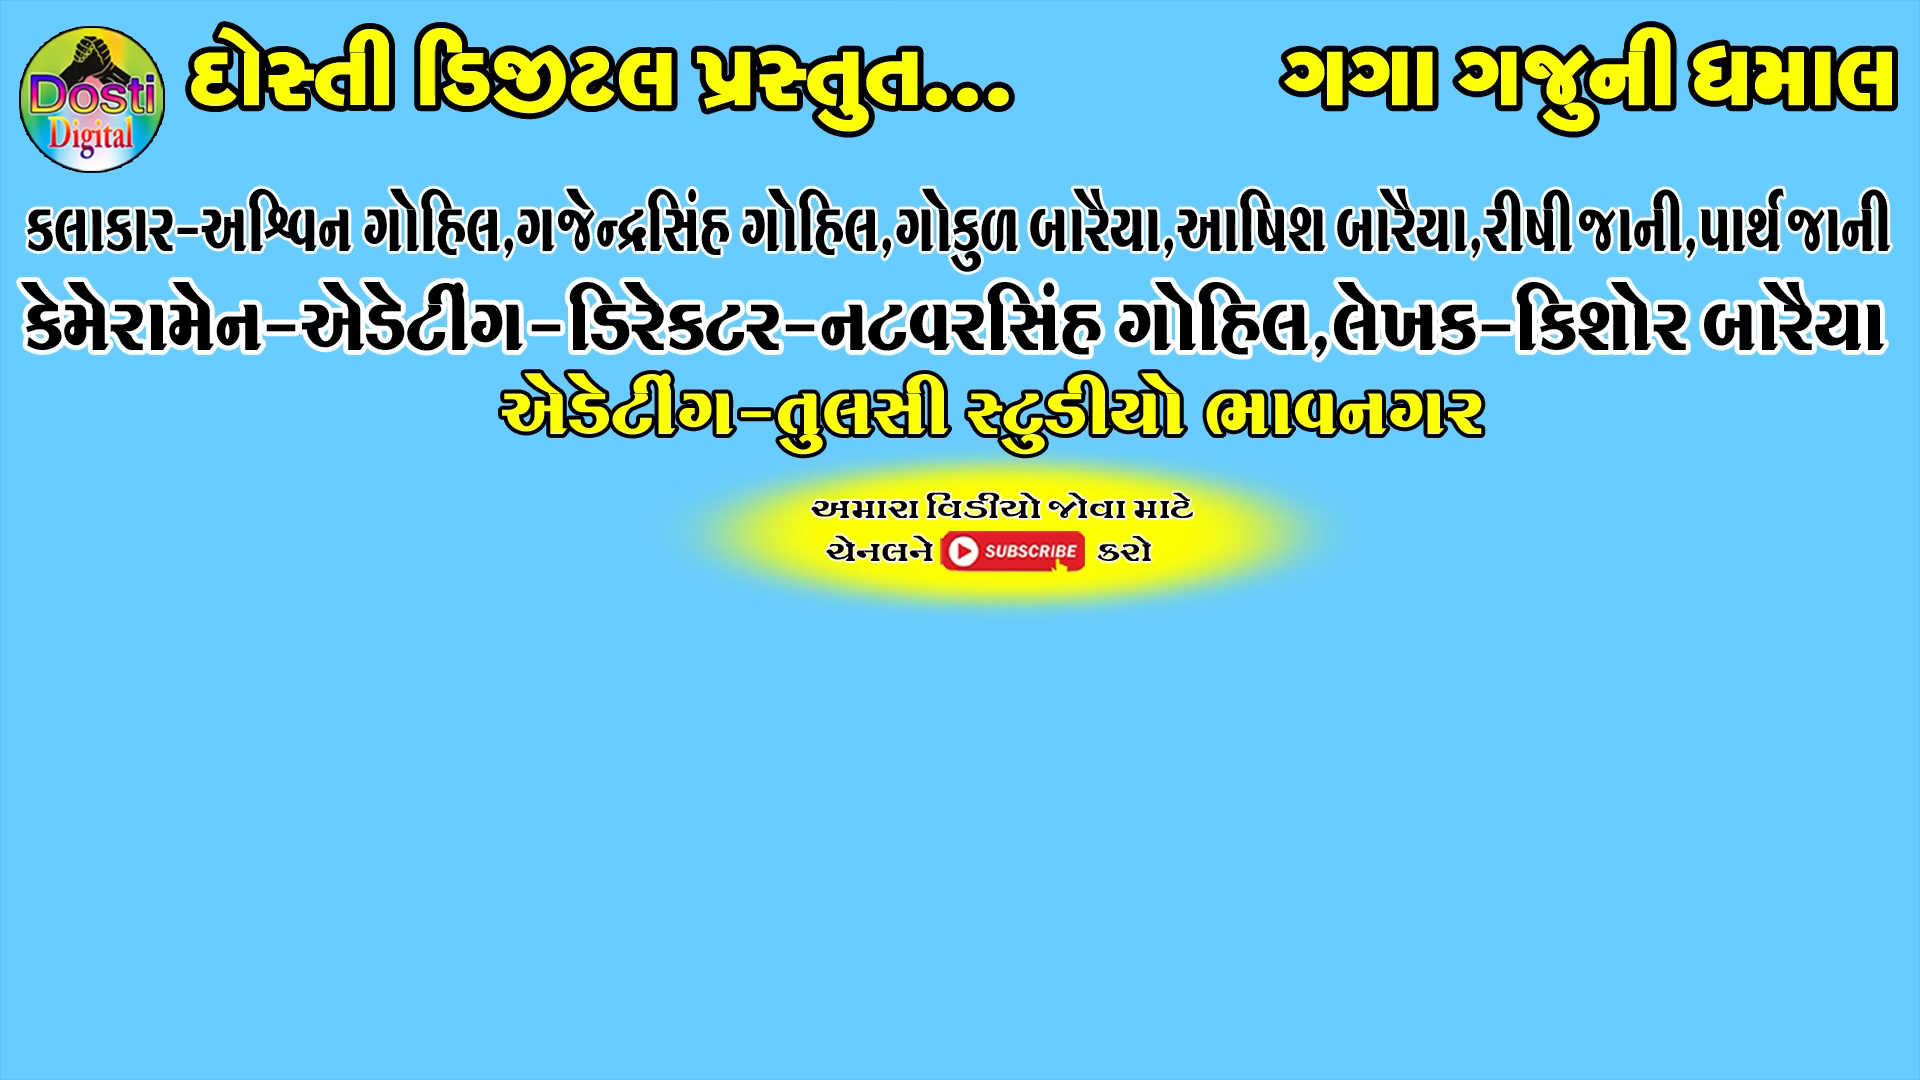 Dosti
Digital
દોસ્તી ડિજીટલ પ્રસ્તુત... ગગા ગજુની ધમાલ
કલાકાર-અશ્વિન ગોહિલ,ગજેન્દ્રસિંહ ગોહિલ,ગોકુળ બારૈયા,આષિશ બારૈયા,રીષી જાની,પાર્થ જાની
કેમેરામેન-એડેટીંગ-ડિરેકટર-નટવરસિંહ ગોહિલ,લેખક-કિશોર બારૈયા
એડેટીંગ-તુલસી સ્ટુડીયો ભાવનગર
અમારા વિડીયો જોવા માટે
ચેનલને SUBSCRIBE કરો